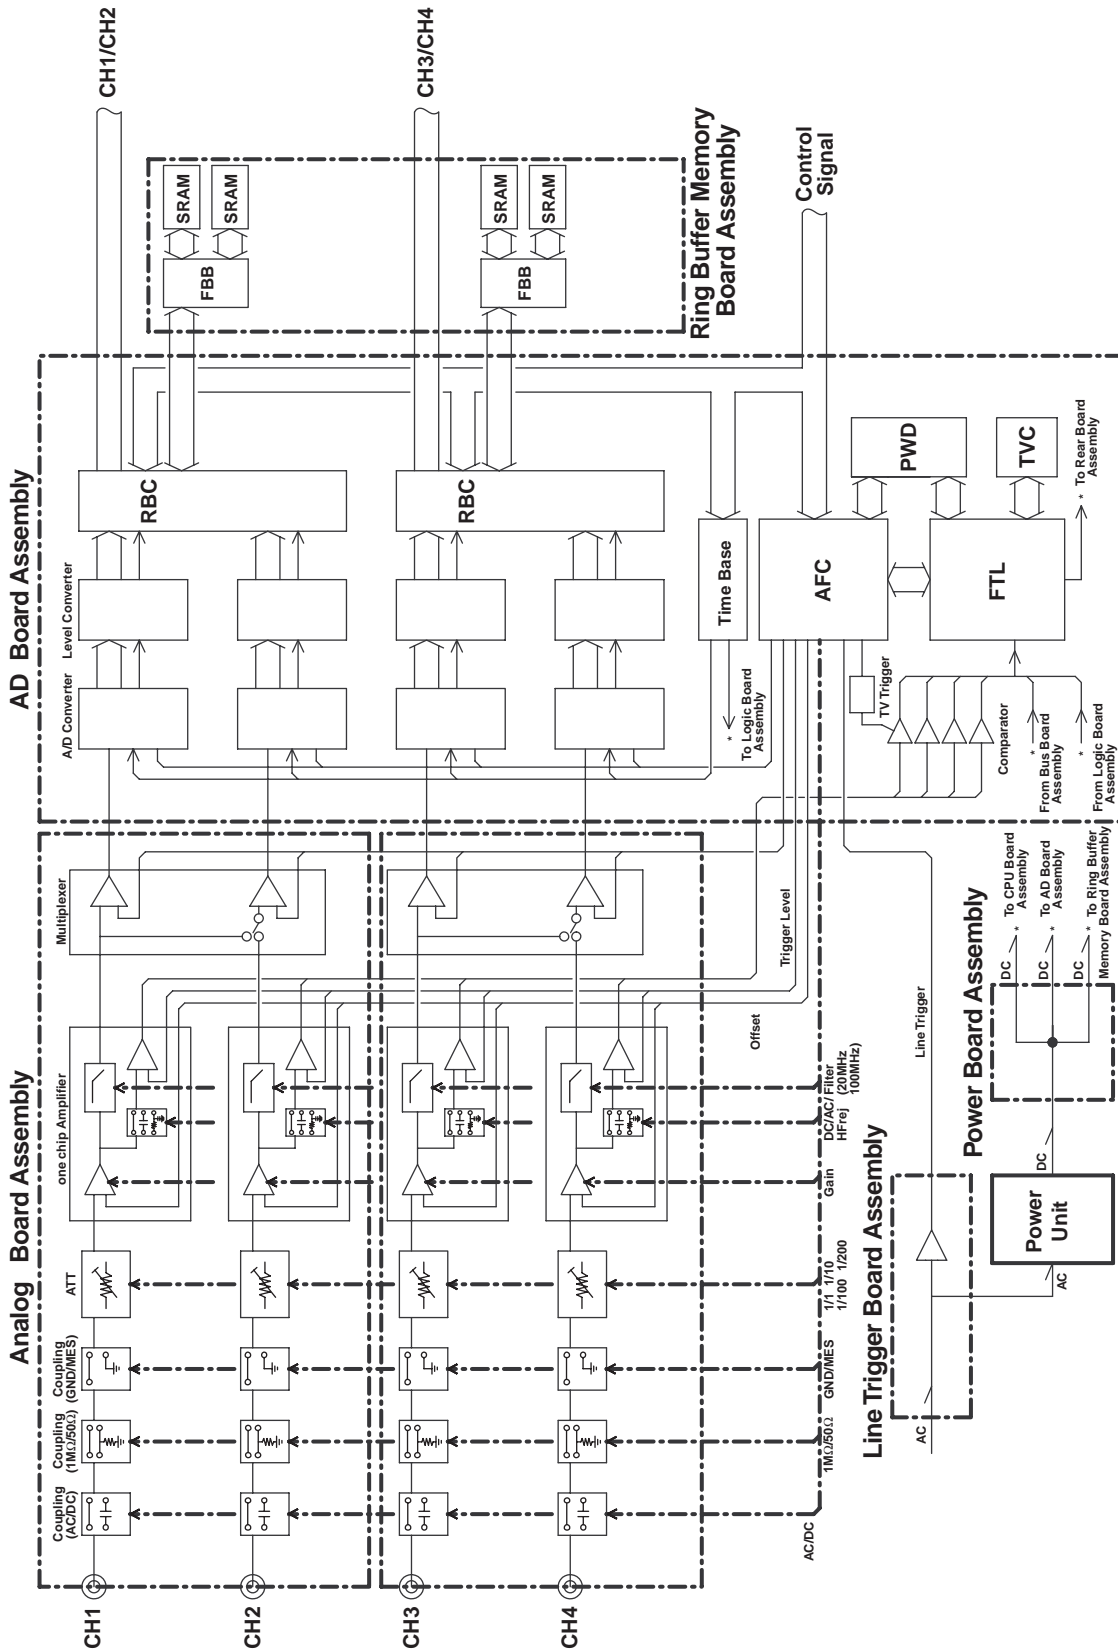 Analog Board Assembly
AD Board Assembly
CH1
Coupling
(AC/DC)
Coupling
(1MΩ/50Ω)
Coupling
(GND/MES)
ATT
one chip Amplifier
Multiplexer
A/D Converter
Level Converter
RBC
CH1/CH2
FBB
SRAM
SRAM
CH2
CH3
RBC
CH3/CH4
FBB
SRAM
SRAM
Ring Buffer Memory
Board Assembly
CH4
Control
Signal
Time Base
* To Logic Board
Assembly
Offset
Trigger Level
AFC
PWD
TV Trigger
FTL
TVC
Comparator
* From Bus Board
Assembly
* From Logic Board
Assembly
* To Rear Board
Assembly
AC/DC
1MΩ/50Ω
GND/MES
1/1 1/10
1/100 1/200
Gain
DC/AC/
HFrej
Filter
(20MHz
100MHz)
Line Trigger Board Assembly
Line Trigger
AC
AC
Power
Unit
DC
Power Board Assembly
DC
* To CPU Board
Assembly
DC
* To AD Board
Assembly
DC
* To Ring Buffer
Memory Board Assembly